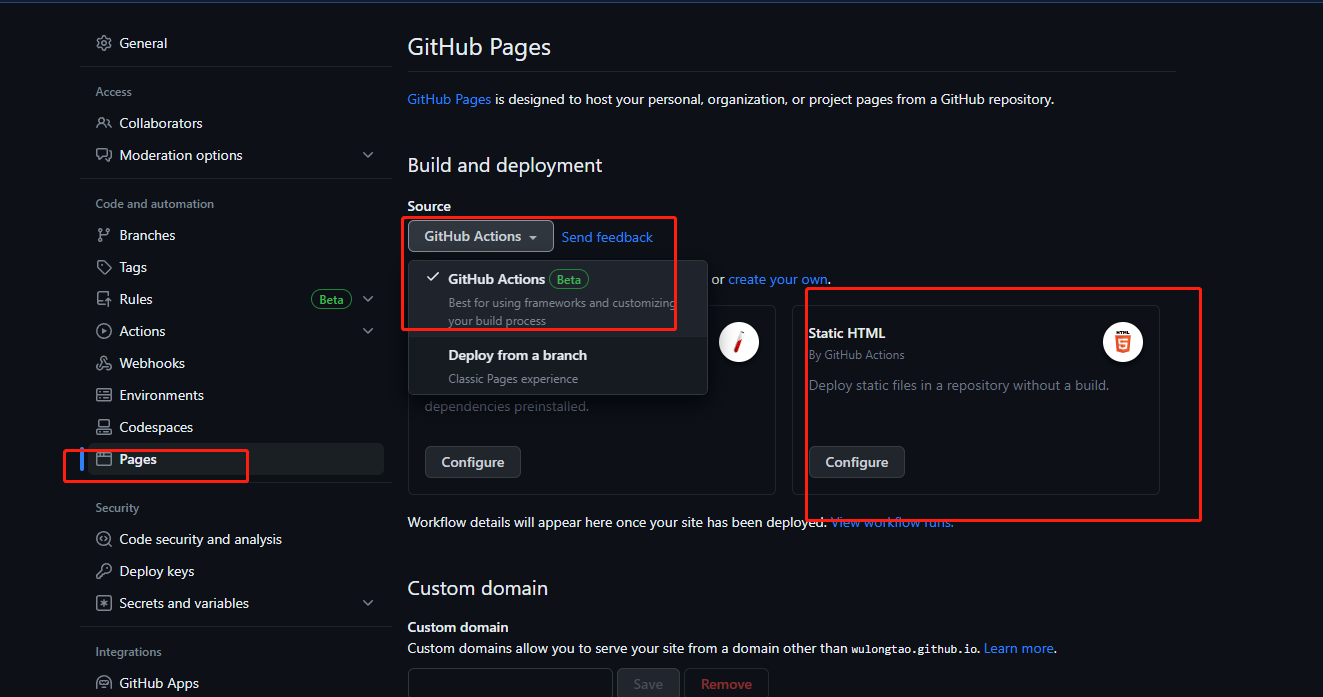 General
Access
Collaborators
Moderation options
Code and automation
Branches
Tags
Rules Beta
Actions
Webhooks
Environments
Codespaces
Pages
Security
Code security and analysis
Deploy keys
Secrets and variables
Integrations
GitHub Apps
GitHub Pages
GitHub Pages is designed to host your personal, organization, or project pages from a GitHub repository.
Build and deployment
Source
GitHub Actions Send feedback
GitHub Actions Beta
Best for using frameworks and customizing
your build process
Deploy from a branch
Classic Pages experience
or create your own.
dependencies preinstalled.
Configure
Static HTML
By GitHub Actions
Deploy static files in a repository without a build.
HTML
5
Configure
Workflow details will appear here once your site has been deployed. View workflow runs.
Custom domain
Custom domain
Custom domains allow you to serve your site from a domain other than wulongtao.github.io. Learn more.
Save Remove